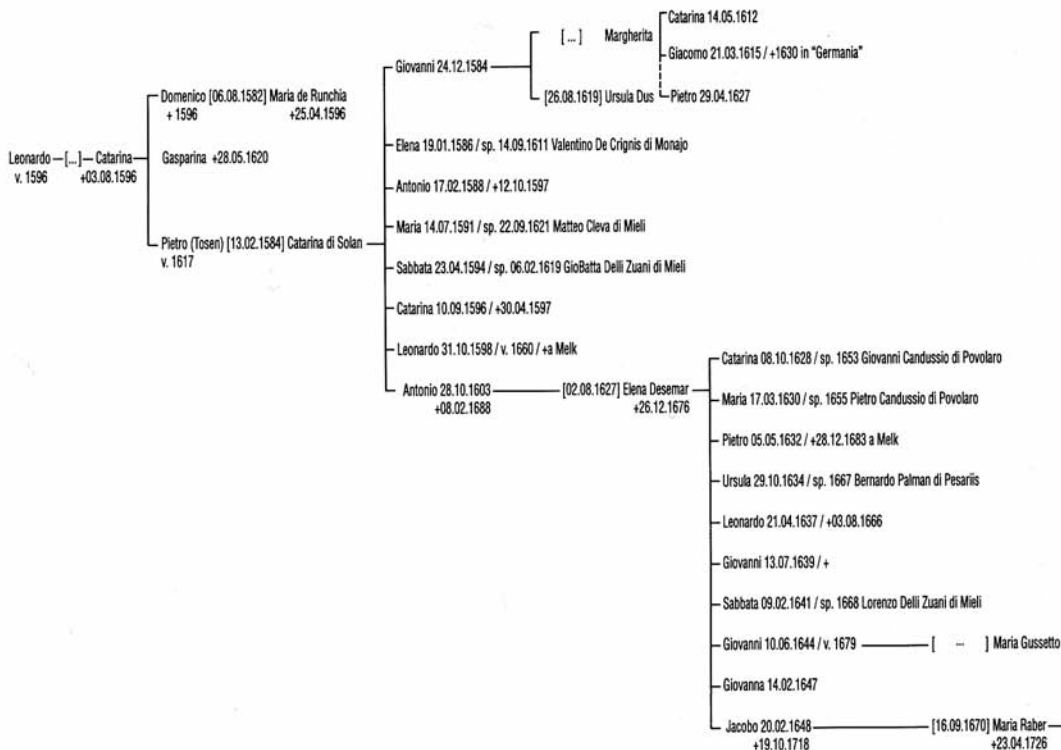 Leonardo — [...] — Catarina
v. 1596
+03.08.1596
Domenico [06.08.1582] Maria de Runchia
+ 1596
+25.04.1596
Gasparina +28.05.1620
Pietro (Tosen) [13.02.1584] Catarina di Solan
v. 1617
Giovanni 24.12.1584
[ ... ] Margherita
[26.08.1619] Ursula Dus
Catarina 14.05.1612
Giacomo 21.03.1615 / +1630 in "Germania"
Pietro 29.04.1627
Elena 19.01.1586 / sp. 14.09.1611 Valentino De Crignis di Monajo
Antonio 17.02.1588 / +12.10.1597
Maria 14.07.1591 / sp. 22.09.1621 Matteo Cleva di Mieli
Sabbata 23.04.1594 / sp. 06.02.1619 GioBatta Delli Zuani di Mieli
Catarina 10.09.1596 / +30.04.1597
Leonardo 31.10.1598 / v. 1660 / +a Melk
Antonio 28.10.1603 — [02.08.1627] Elena Desemar
+08.02.1688
+26.12.1676
Catarina 08.10.1628 / sp. 1653 Giovanni Candussio di Povolaro
Maria 17.03.1630 / sp. 1655 Pietro Candussio di Povolaro
Pietro 05.05.1632 / +28.12.1683 a Melk
Ursula 29.10.1634 / sp. 1667 Bernardo Palman di Pesariis
Leonardo 21.04.1637 / +03.08.1666
Giovanni 13.07.1639 / +
Sabbata 09.02.1641 / sp. 1668 Lorenzo Delli Zuani di Mieli
Giovanni 10.06.1644 / v. 1679 — [ ... ] Maria Gussetto
Giovanna 14.02.1647
Jacobo 20.02.1648 — [16.09.1670] Maria Raber
+19.10.1718
+23.04.1726